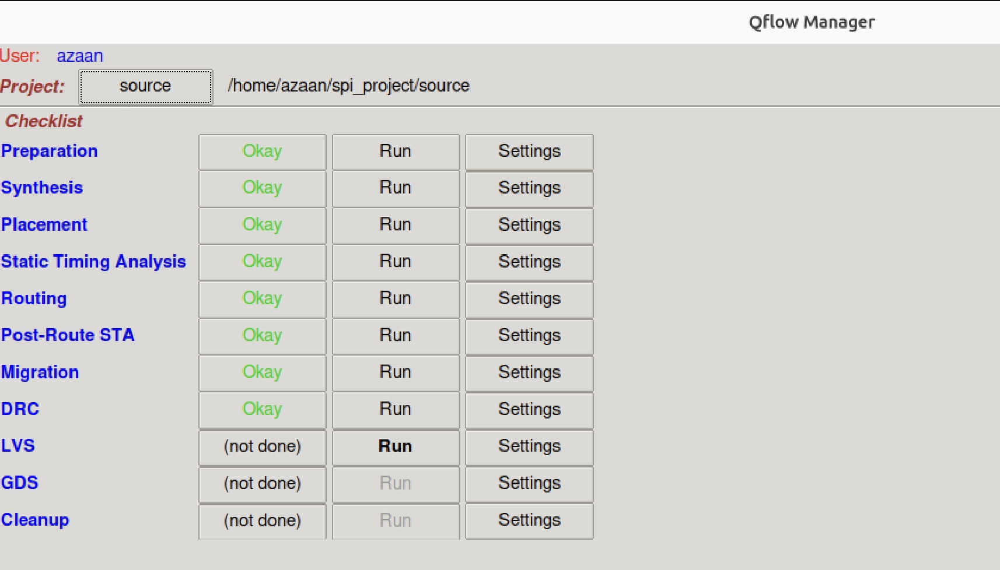 Qflow Manager
User: azaan
Project: source /home/azaan/spi_project/source
Checklist
Preparation Okay Run Settings
Synthesis Okay Run Settings
Placement Okay Run Settings
Static Timing Analysis Okay Run Settings
Routing Okay Run Settings
Post-Route STA Okay Run Settings
Migration Okay Run Settings
DRC Okay Run Settings
LVS (not done) Run Settings
GDS (not done) Run Settings
Cleanup (not done) Run Settings